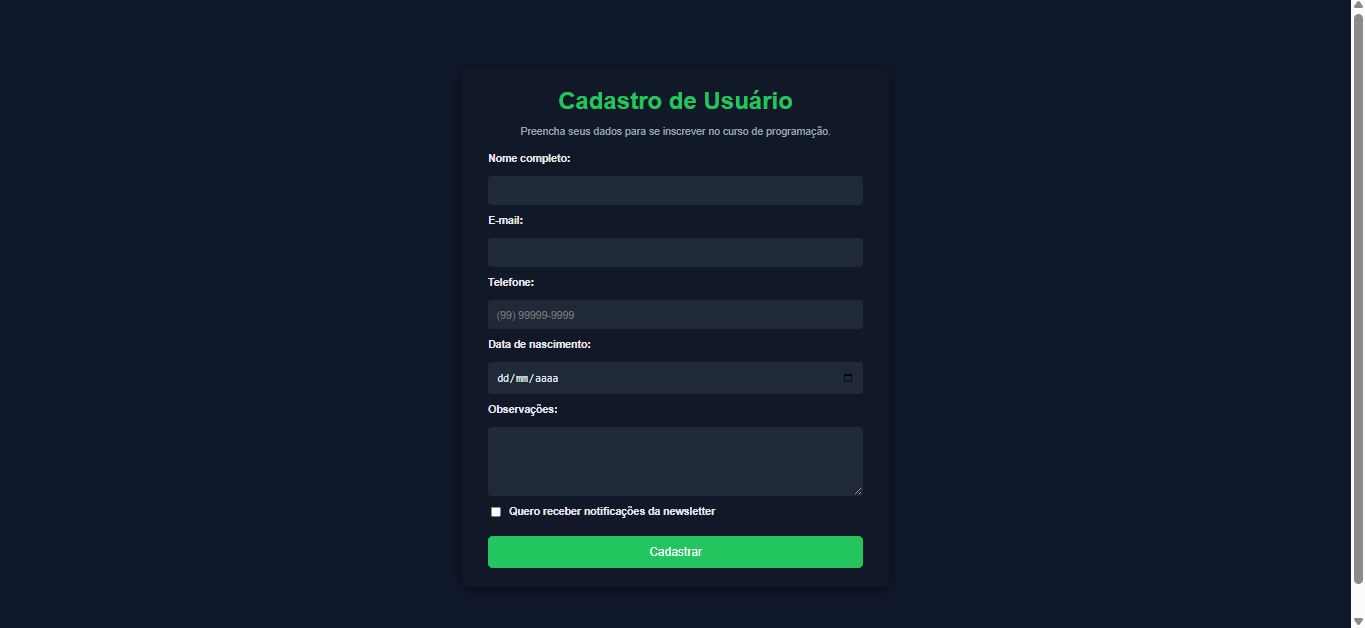 Cadastro de Usuário
Preencha seus dados para se inscrever no curso de programação.
Nome completo:
E-mail:
Telefone:
(99) 99999-9999
Data de nascimento:
dd/mm/aaaa
Observações:
Quero receber notificações da newsletter
Cadastrar